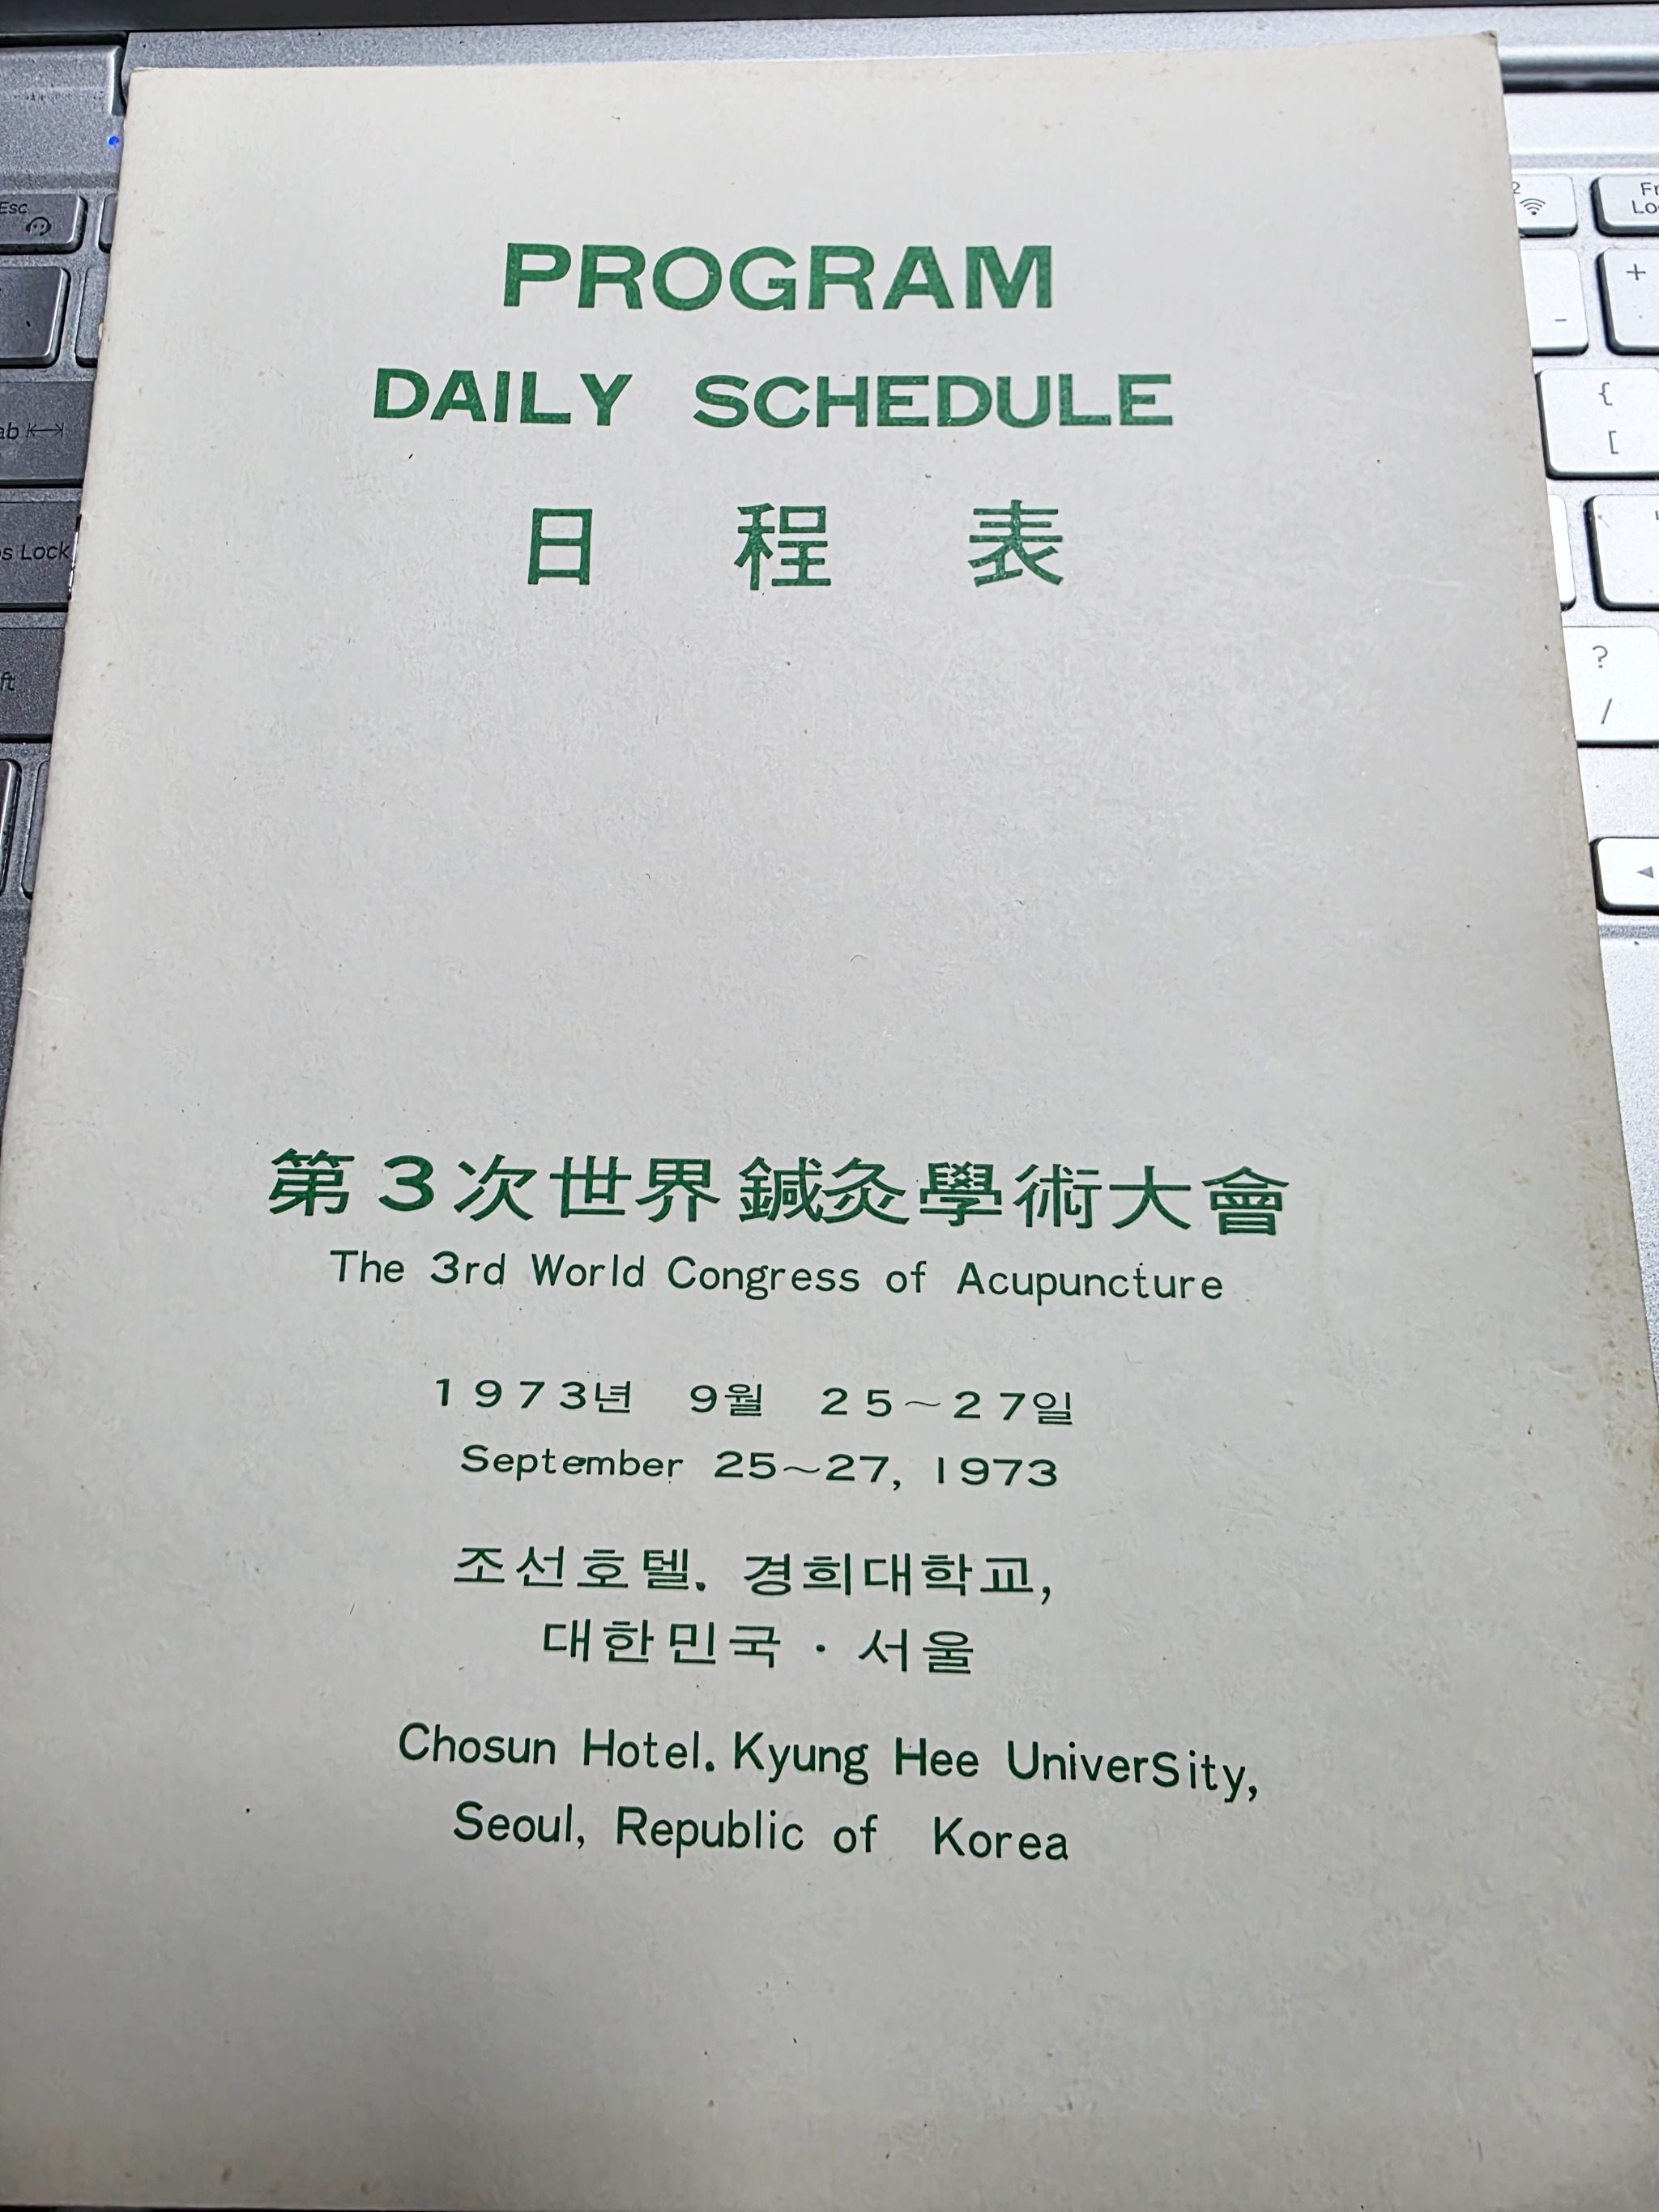 PROGRAM
DAILY SCHEDULE
日程表
第3次世界鍼灸學術大會
The 3rd World Congress of Acupuncture
1973년 9월 25~27일
September 25~27, 1973
조선호텔. 경희대학교,
대한민국 · 서울
Chosun Hotel. Kyung Hee UniverSity,
Seoul, Republic of Korea
Esc
s Lock
{
[
+
?
/